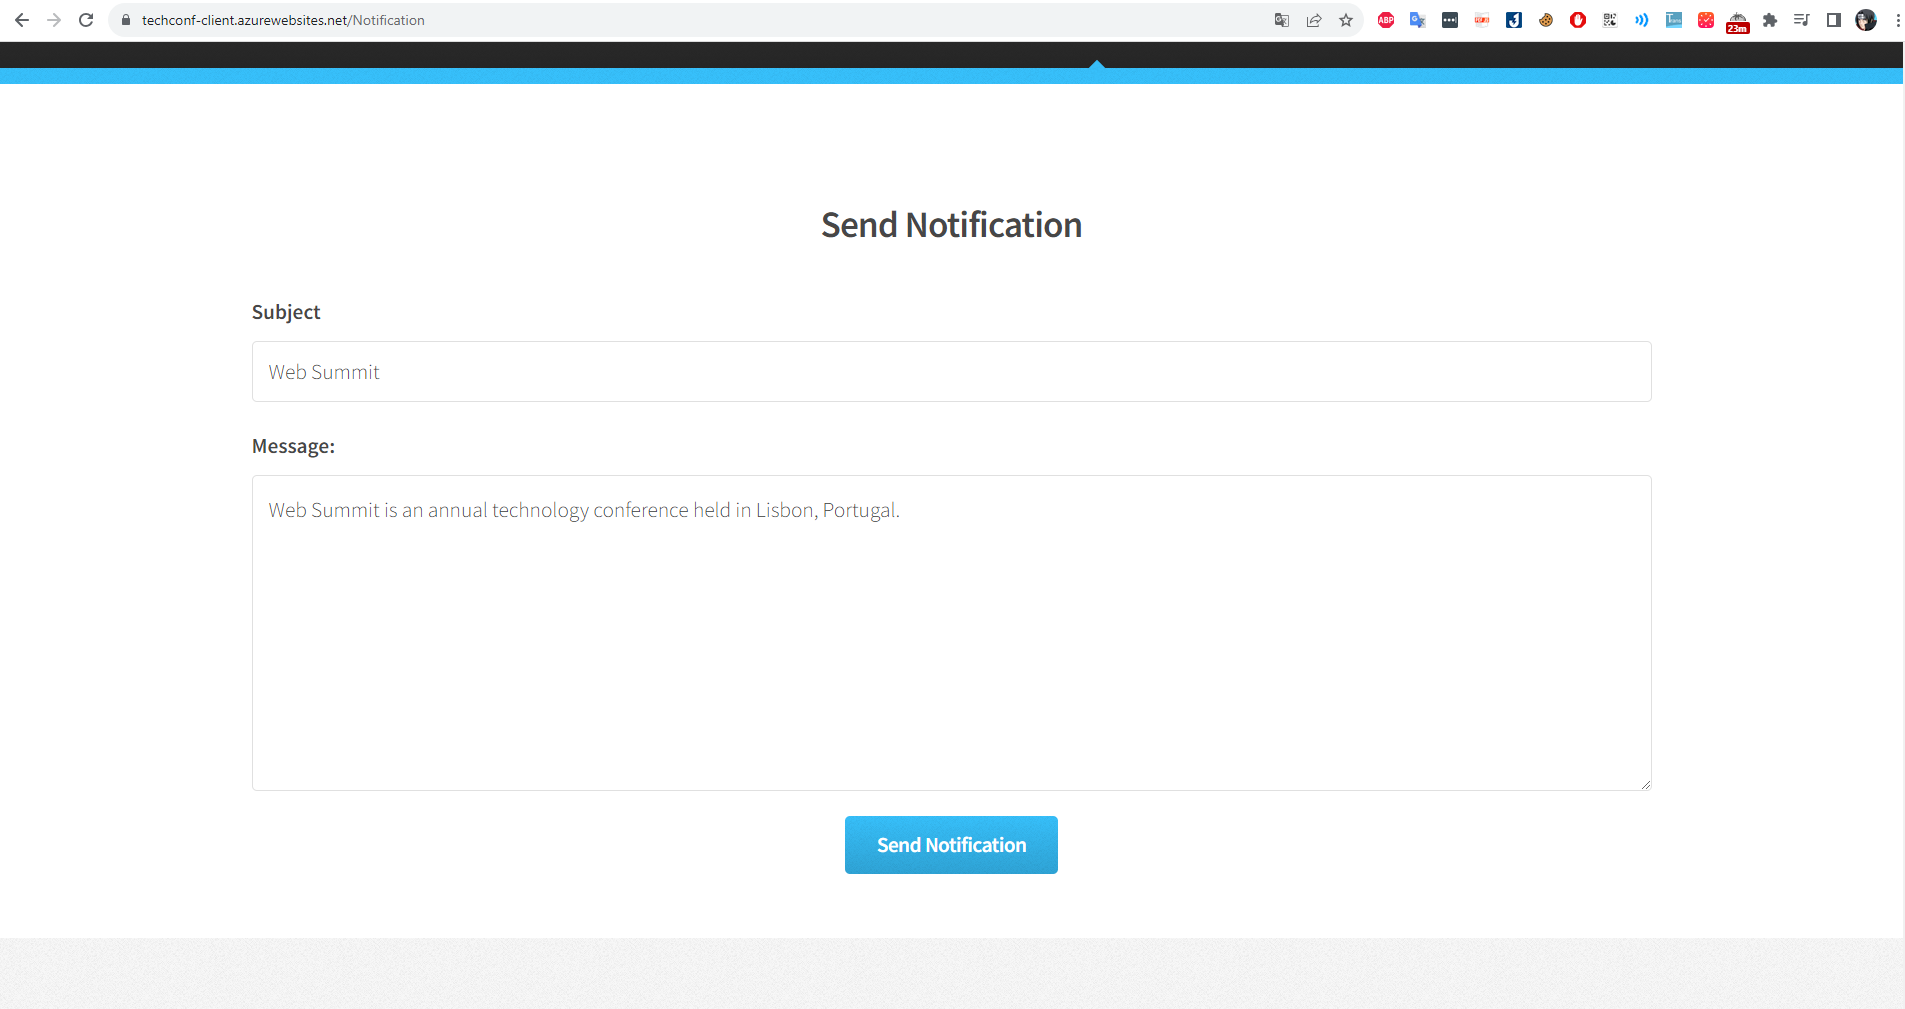 techconf-client.azurewebsites.net/Notification
ABP
23m
Send Notification
Subject
Web Summit
Message:
Web Summit is an annual technology conference held in Lisbon, Portugal.
Send Notification